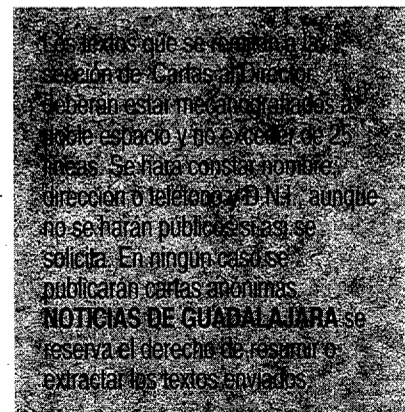 Los textos que se remitan a la
sección de Cartas al Director,
deberán estar mecanografiados a
doble espacio y no exceder de 25
líneas. Se hará constar nombre,
dirección o teléfono y D.N.I., aunque
no se harán públicos si así se
solicita. En ningún caso se
publicarán cartas anónimas.
NOTICIAS DE GUADALAJARA se
reserva el derecho de resumir o
extractar los textos enviados.